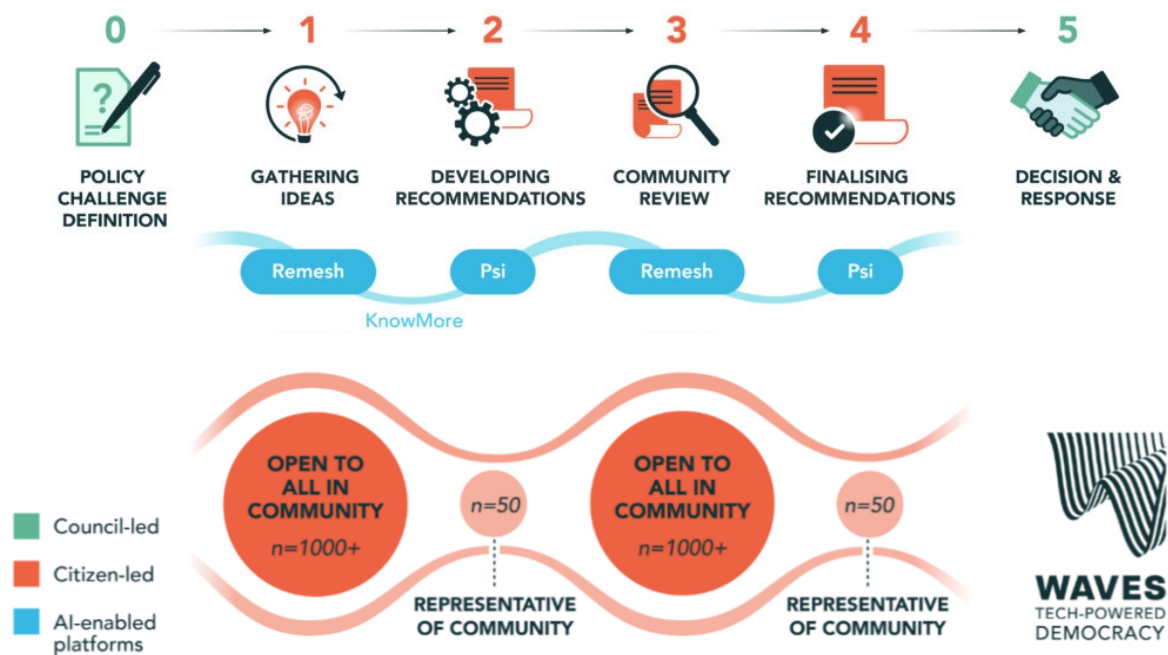 0
1
2
3
4
5
?
POLICY
CHALLENGE
DEFINITION
GATHERING
IDEAS
DEVELOPING
RECOMMENDATIONS
COMMUNITY
REVIEW
FINALISING
RECOMMENDATIONS
DECISION &
RESPONSE
Remesh
Psi
Remesh
Psi
KnowMore
OPEN TO
ALL IN
COMMUNITY
n=1000+
n=50
REPRESENTATIVE
OF COMMUNITY
OPEN TO
ALL IN
COMMUNITY
n=1000+
n=50
REPRESENTATIVE
OF COMMUNITY
Council-led
Citizen-led
AI-enabled
platforms
WAVES
TECH-POWERED
DEMOCRACY